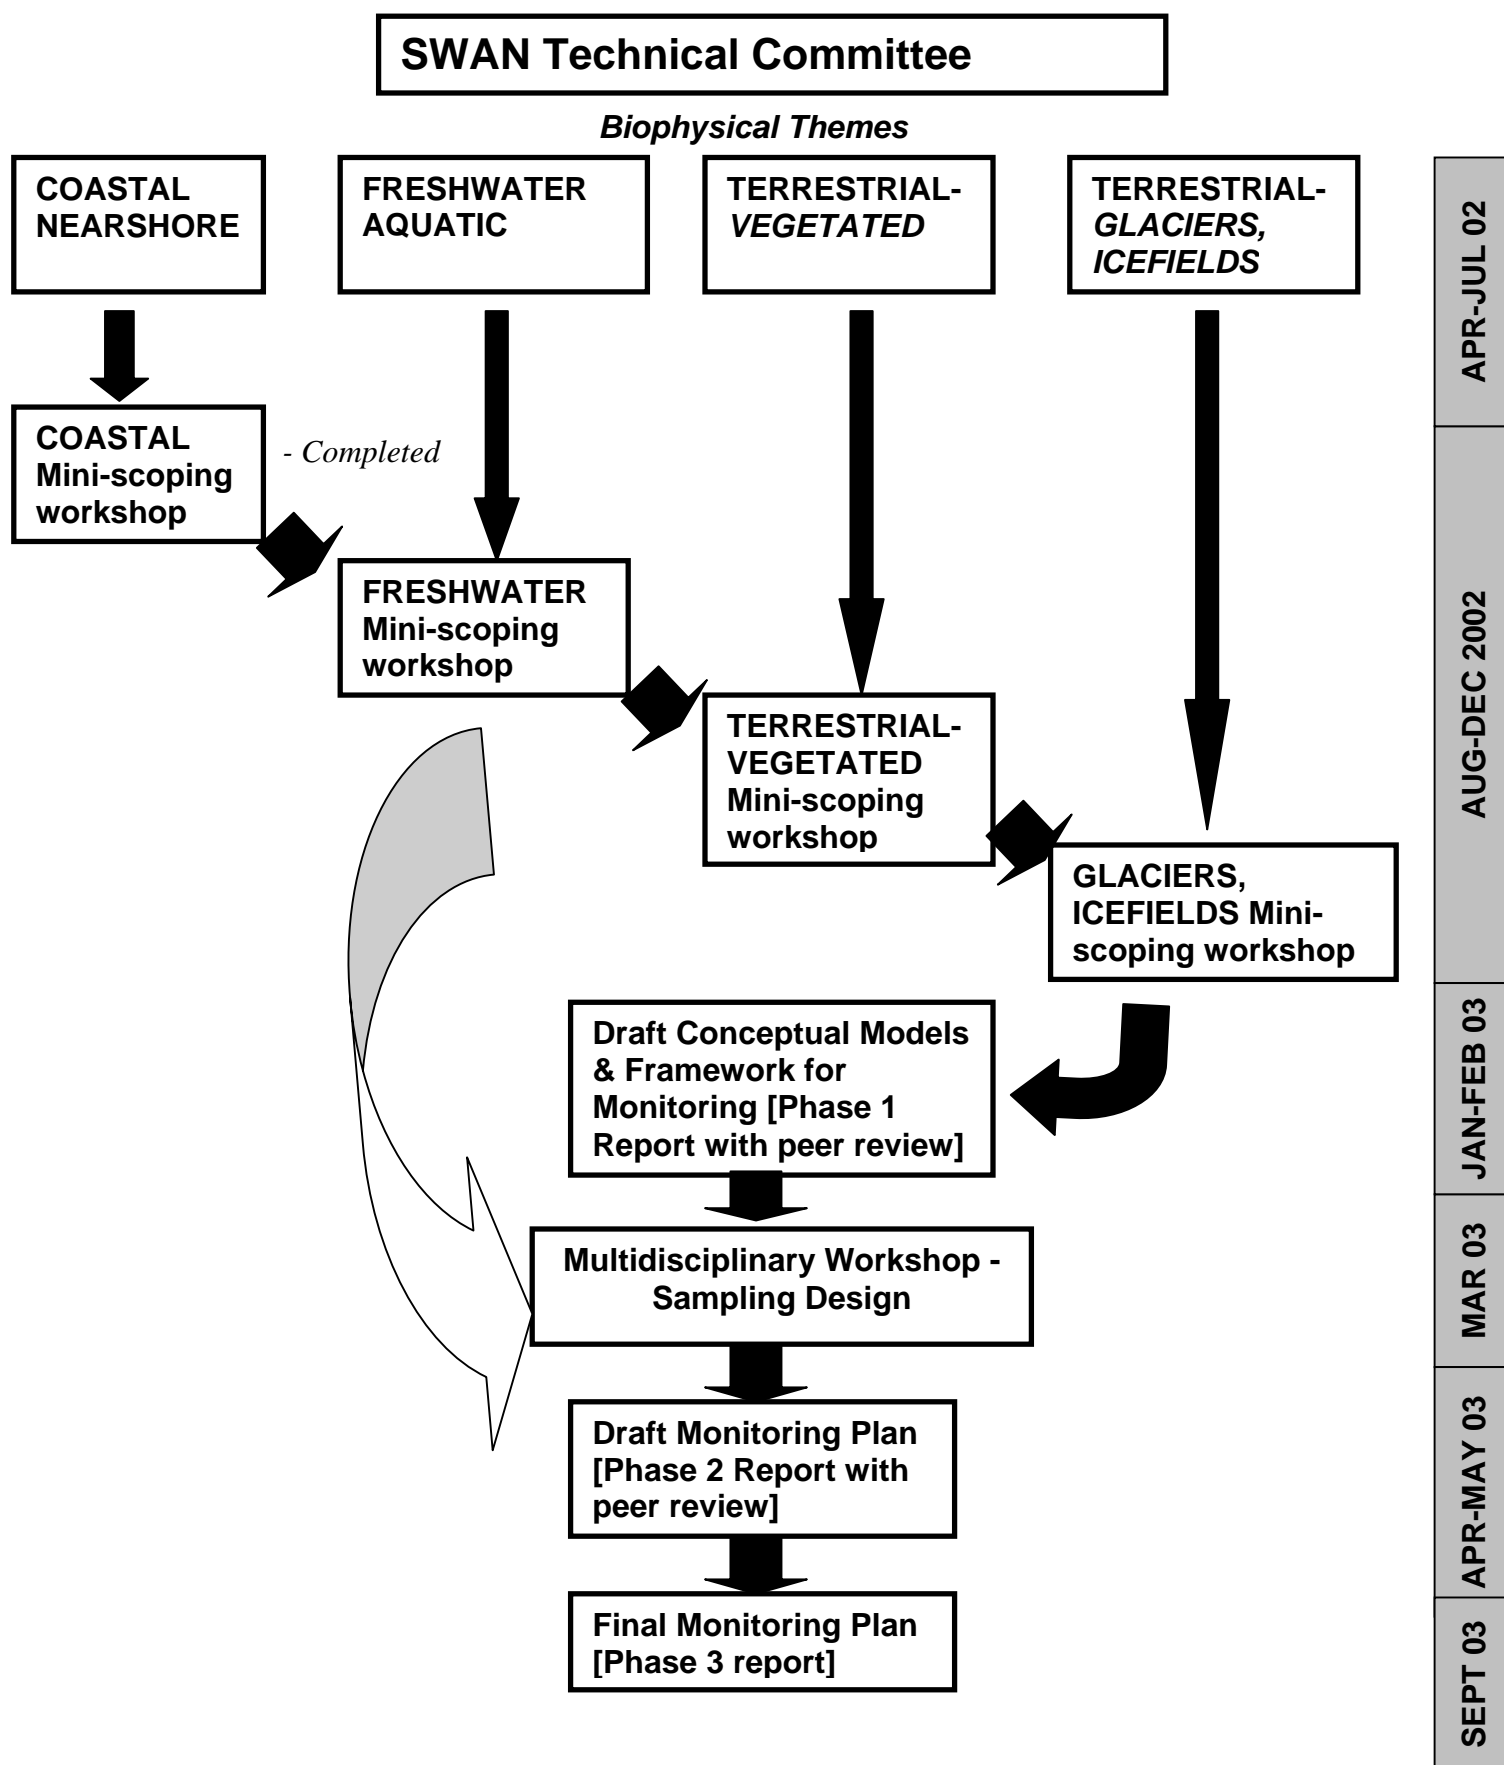 SWAN Technical Committee
Biophysical Themes
COASTAL
NEARSHORE
FRESHWATER
AQUATIC
TERRESTRIAL-
VEGETATED
TERRESTRIAL-
GLACIERS,
ICEFIELDS
COASTAL
Mini-scoping
workshop
- Completed
FRESHWATER
Mini-scoping
workshop
TERRESTRIAL-
VEGETATED
Mini-scoping
workshop
GLACIERS,
ICEFIELDS Mini-
scoping workshop
Draft Conceptual Models
& Framework for
Monitoring [Phase 1
Report with peer review]
Multidisciplinary Workshop -
Sampling Design
Draft Monitoring Plan
[Phase 2 Report with
peer review]
Final Monitoring Plan
[Phase 3 report]
APR-JUL 02
AUG-DEC 2002
JAN-FEB 03
MAR 03
APR-MAY 03
SEPT 03